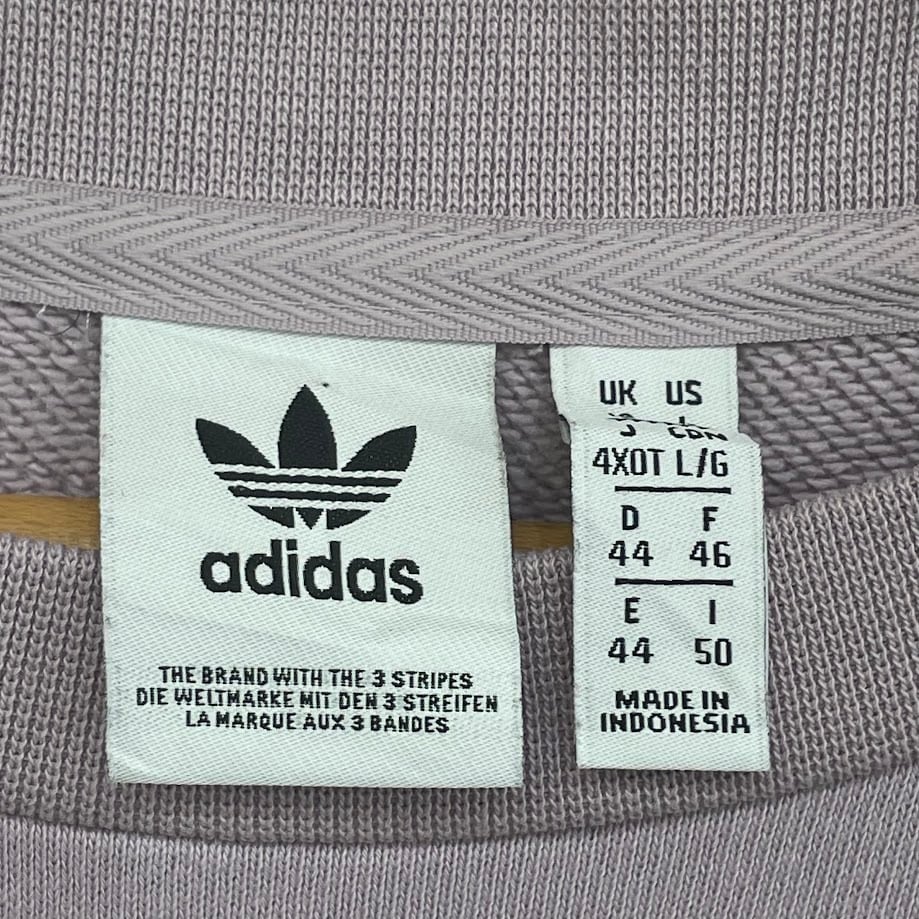 adidas
THE BRAND WITH THE 3 STRIPES
DIE WELTMARKE MIT DEN 3 STREIFEN
LA MARQUE AUX 3 BANDES
UK US
J CDN
4XOT L/G
D F
44 46
E I
44 50
MADE IN
INDONESIA